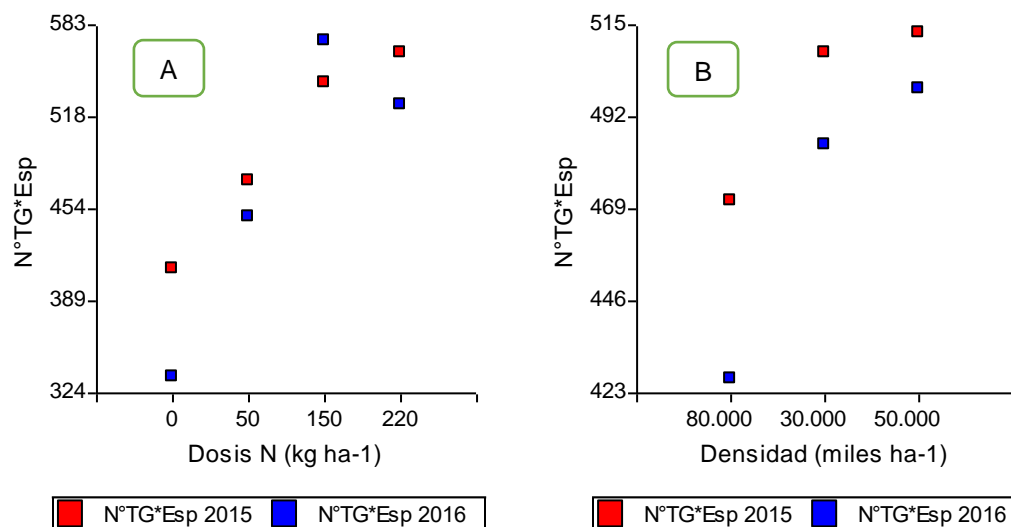 A
N°TG*Esp
583
518
454
389
324
0 50 150 220
Dosis N (kg ha-1)
N°TG*Esp 2015 N°TG*Esp 2016
B
N°TG*Esp
515
492
469
446
423
80.000 30.000 50.000
Densidad (miles ha-1)
N°TG*Esp 2015 N°TG*Esp 2016